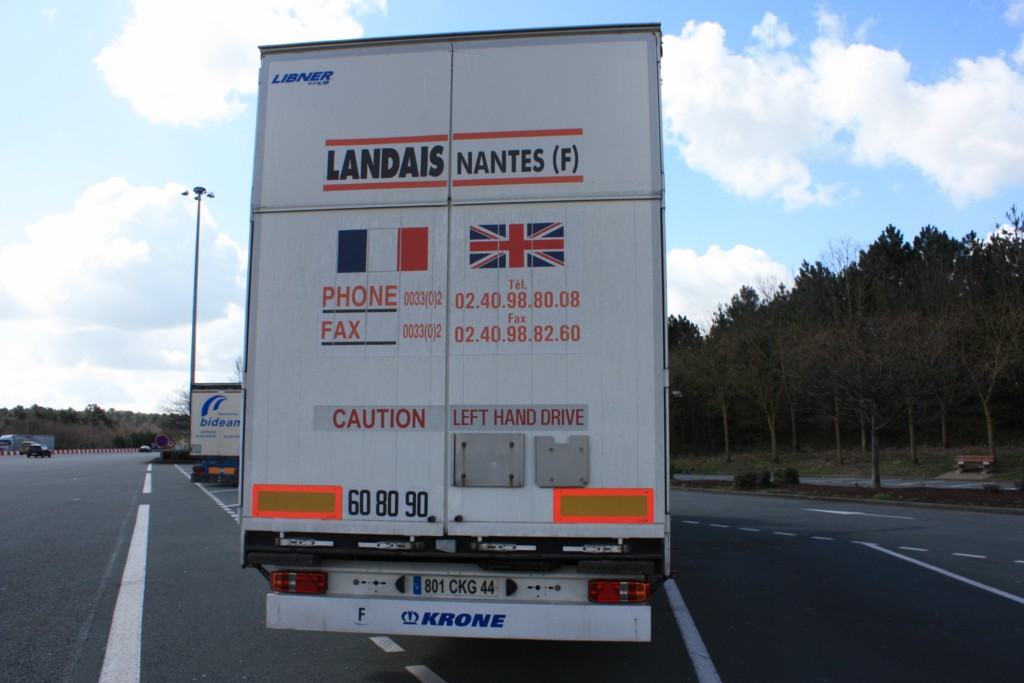 LIBNER
LANDAIS NANTES (F)
Tél.
PHONE 0033(0)2 02.40.98.80.08
Fax
FAX 0033(0)2 02.40.98.82.60
CAUTION LEFT HAND DRIVE
bidean
60 80 90
801 CKG 44
F KRONE